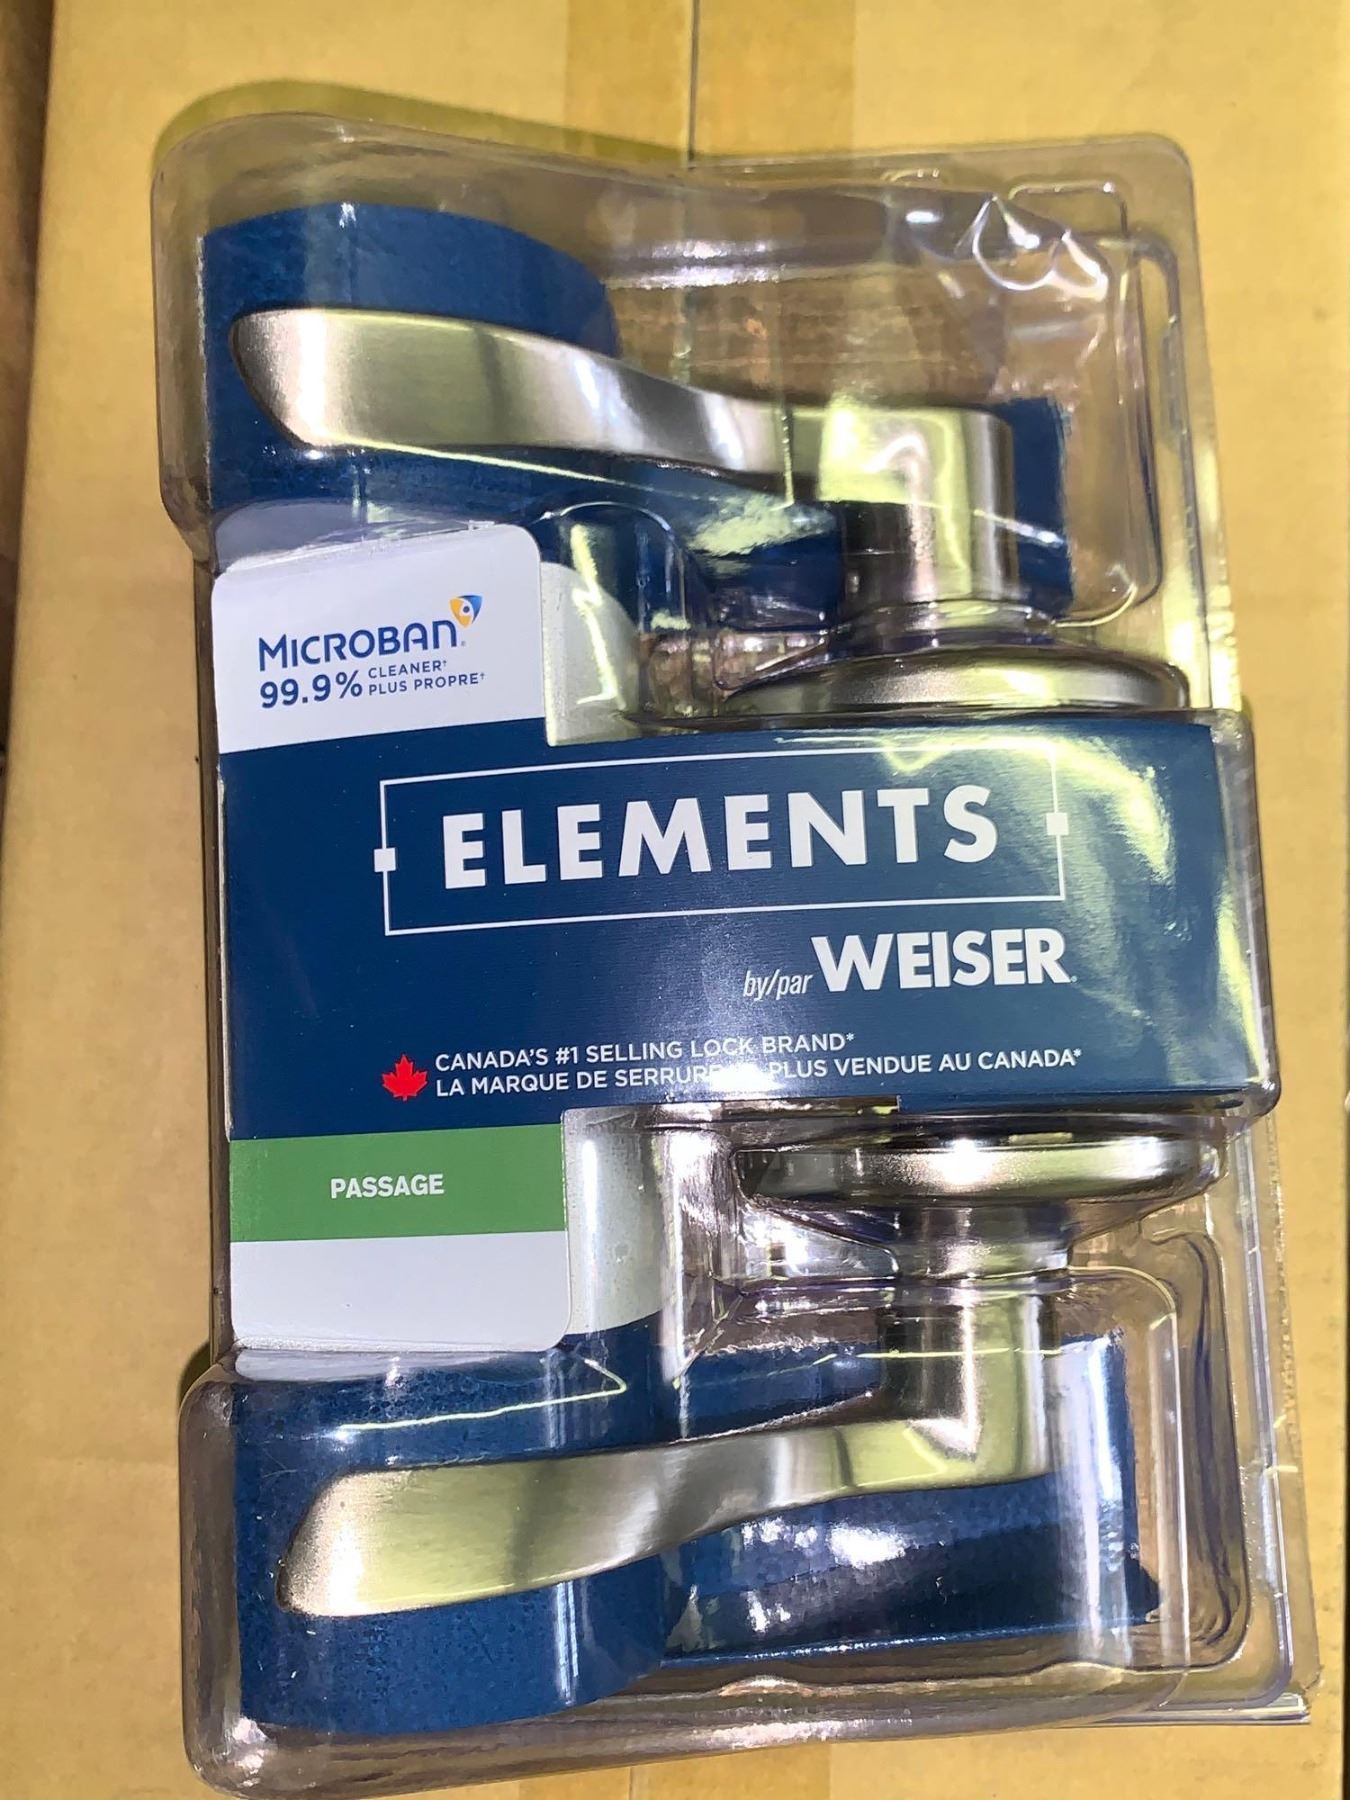 MICROBAN®
99.9% CLEANER†
PLUS PROPRE†
ELEMENTS
by/par WEISER®
CANADA'S #1 SELLING LOCK BRAND*
LA MARQUE DE PLUS VENDUE AU CANADA*
PASSAGE